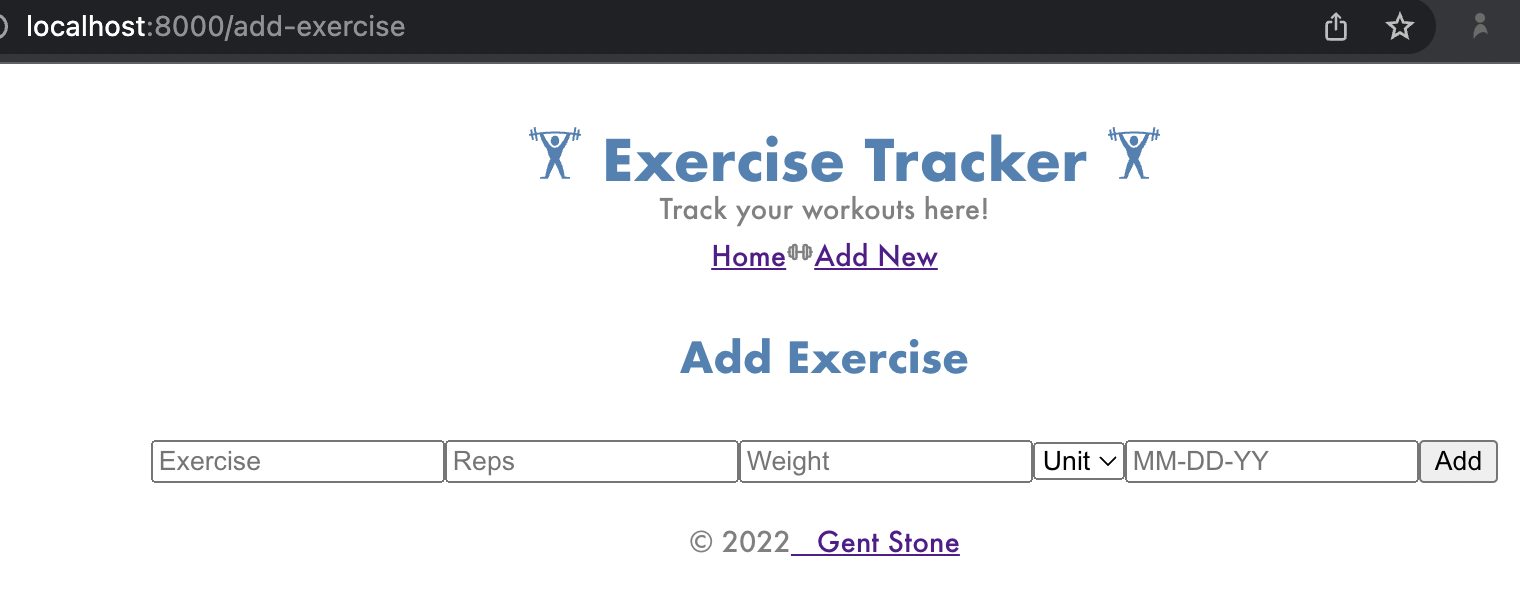 localhost:8000/add-exercise
Exercise Tracker
Track your workouts here!
Home Add New
Add Exercise
Exercise Reps Weight Unit MM-DD-YY Add
© 2022 Gent Stone